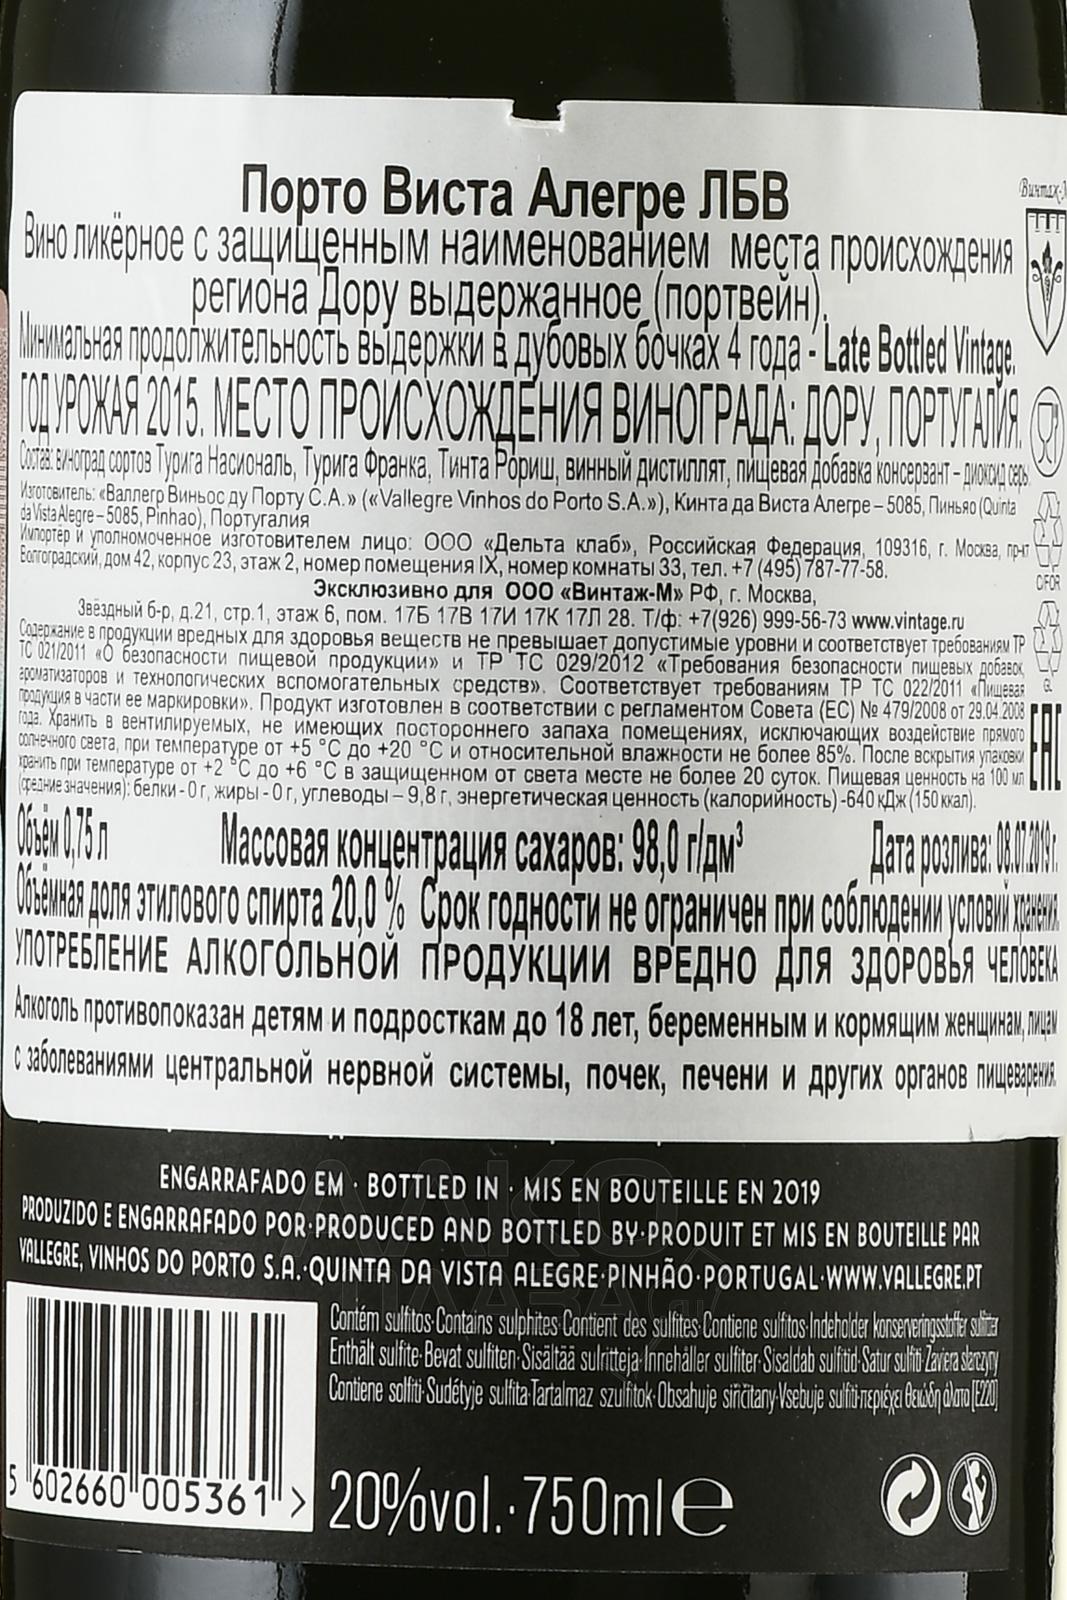 Порто Виста Алегре ЛБВ
Винтаж-М
Вино ликёрное с защищенным наименованием места происхождения
региона Дору выдержанное (портвейн).
Минимальная продолжительность выдержки в дубовых бочках 4 года - Late Bottled Vintage.
ГОД УРОЖАЯ 2015. МЕСТО ПРОИСХОЖДЕНИЯ ВИНОГРАДА: ДОРУ, ПОРТУГАЛИЯ.
Состав: виноград сортов Турига Насиональ, Турига Франка, Тинта Рориш, винный дистиллят, пищевая добавка консервант – диоксид серы.
Изготовитель: «Валлегр Виньос ду Порту С.А.» («Vallegre Vinhos do Porto S.A.»), Кинта да Виста Алегре – 5085, Пиньяо (Quinta
da Vista Alegre – 5085, Pinhao), Португалия
Импортёр и уполномоченное изготовителем лицо: ООО «Дельта клаб», Российская Федерация, 109316, г. Москва, пр-кт
Волгоградский, дом 42, корпус 23, этаж 2, номер помещения IX, номер комнаты 33, тел. +7 (495) 787-77-58.
Эксклюзивно для ООО «Винтаж-М» РФ, г. Москва,
Звёздный б-р, д.21, стр.1, этаж 6, пом. 17Б 17В 17И 17К 17Л 28. Т/ф: +7(926) 999-56-73 www.vintage.ru
Содержание в продукции вредных для здоровья веществ не превышает допустимые уровни и соответствует требованиям ТР
ТС 021/2011 «О безопасности пищевой продукции» и ТР ТС 029/2012 «Требования безопасности пищевых добавок,
ароматизаторов и технологических вспомогательных средств». Соответствует требованиям ТР ТС 022/2011 «Пищевая
продукция в части ее маркировки». Продукт изготовлен в соответствии с регламентом Совета (ЕС) № 479/2008 от 29.04.2008
года. Хранить в вентилируемых, не имеющих постороннего запаха помещениях, исключающих воздействие прямого
солнечного света, при температуре от +5 °С до +20 °С и относительной влажности не более 85%. После вскрытия упаковки
хранить при температуре от +2 °С до +6 °С в защищенном от света месте не более 20 суток. Пищевая ценность на 100 мл
(средние значения): белки - 0 г, жиры - 0 г, углеводы – 9,8 г, энергетическая ценность (калорийность) -640 кДж (150 ккал).
C/FOR
GL
EAC
Объём 0,75 л Массовая концентрация сахаров: 98,0 г/дм³ Дата розлива: 08.07.2019 г.
Объёмная доля этилового спирта 20,0 % Срок годности не ограничен при соблюдении условий хранения.
УПОТРЕБЛЕНИЕ АЛКОГОЛЬНОЙ ПРОДУКЦИИ ВРЕДНО ДЛЯ ЗДОРОВЬЯ ЧЕЛОВЕКА
Алкоголь противопоказан детям и подросткам до 18 лет, беременным и кормящим женщинам, лицам
с заболеваниями центральной нервной системы, почек, печени и других органов пищеварения.
ENGARRAFADO EM · BOTTLED IN · MIS EN BOUTEILLE EN 2019
PRODUZIDO E ENGARRAFADO POR·PRODUCED AND BOTTLED BY·PRODUIT ET MIS EN BOUTEILLE PAR
VALLEGRE, VINHOS DO PORTO S.A.·QUINTA DA VISTA ALEGRE·PINHÃO·PORTUGAL·WWW.VALLEGRE.PT
Contém sulfitos·Contains sulphites·Contient des sulfites·Contiene sulfitos·Indeholder konserveringsstoffer sulfitter
Enthält sulfite·Bevat sulfiten·Sisältää sulfiitteja·Innehåller sulfiter·Sisaldab sulfitid·Satur sulfīti·Zawiera siarczyny
Contiene solfiti·Sudėtyje sulfita·Tartalmaz szulfitok·Obsahuje siřičitany·Vsebuje sulfiti·περιέχει θειώδη άλατα [E220]
5 602660 005361 >
20%vol.·750ml e